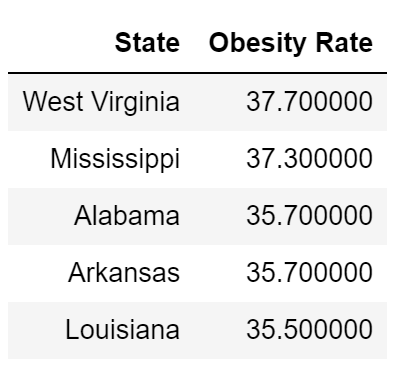 State Obesity Rate
West Virginia 37.700000
Mississippi 37.300000
Alabama 35.700000
Arkansas 35.700000
Louisiana 35.500000